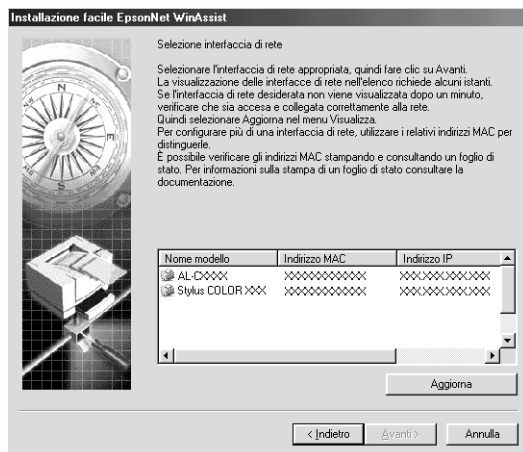 Installazione facile EpsonNet WinAssist
Selezione interfaccia di rete
Selezionare l'interfaccia di rete appropriata, quindi fare clic su Avanti.
La visualizzazione delle interfacce di rete nell'elenco richiede alcuni istanti.
Se l'interfaccia di rete desiderata non viene visualizzata dopo un minuto,
verificare che sia accesa e collegata correttamente alla rete.
Quindi selezionare Aggiorna nel menu Visualizza.
Per configurare più di una interfaccia di rete, utilizzare i relativi indirizzi MAC per
distinguerle.
È possibile verificare gli indirizzi MAC stampando e consultando un foglio di
stato. Per informazioni sulla stampa di un foglio di stato consultare la
documentazione.
Nome modello Indirizzo MAC Indirizzo IP
AL-CXXXX XXXXXXXXXXXX XXX.XXX.XXX.XXX
Stylus COLOR XXX XXXXXXXXXXXX XXX.XXX.XXX.XXX
Aggiorna
< Indietro Avanti > Annulla
N
E
S